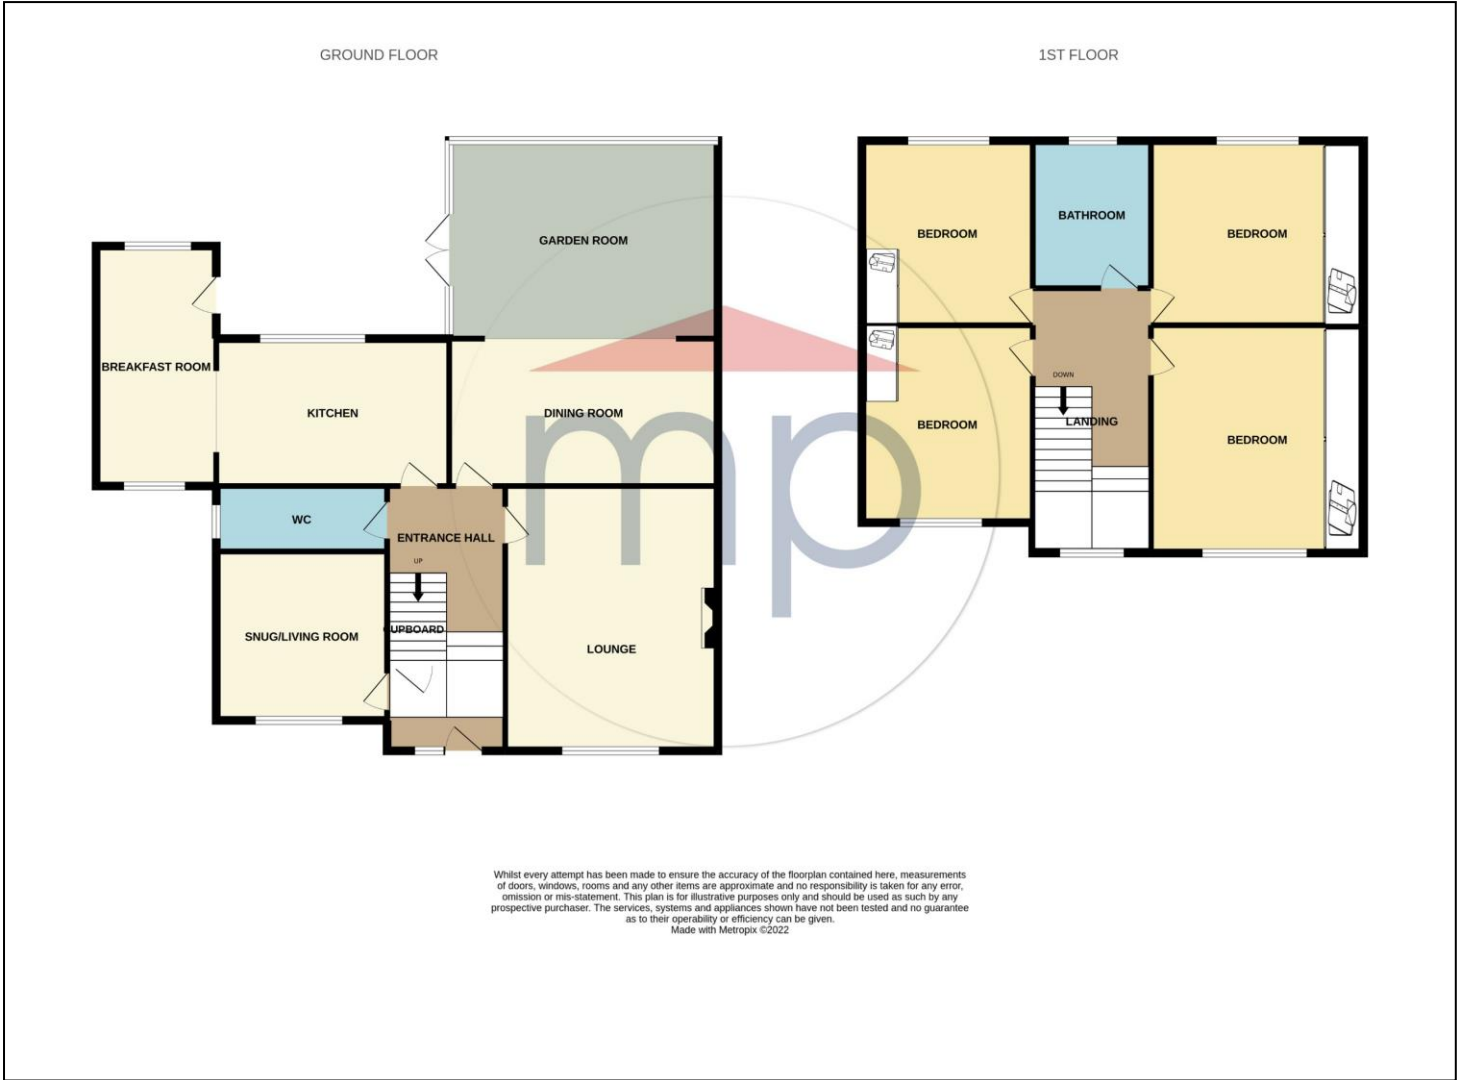 GROUND FLOOR
1ST FLOOR
GARDEN ROOM
BREAKFAST ROOM
KITCHEN
DINING ROOM
WC
ENTRANCE HALL
UP
UPBOARD
SNUG/LIVING ROOM
LOUNGE
BEDROOM
BATHROOM
BEDROOM
DOWN
LANDING
BEDROOM
BEDROOM
mp
Whilst every attempt has been made to ensure the accuracy of the floorplan contained here, measurements
of doors, windows, rooms and any other items are approximate and no responsibility is taken for any error,
omission or mis-statement. This plan is for illustrative purposes only and should be used as such by any
prospective purchaser. The services, systems and appliances shown have not been tested and no guarantee
as to their operability or efficiency can be given.
Made with Metropix ©2022